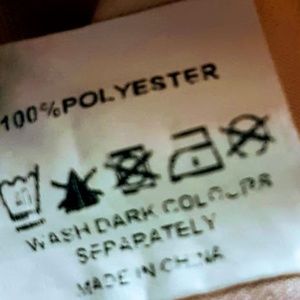 100%POLYESTER
WASH DARK COLOURS
SEPARATELY
MADE IN CHINA